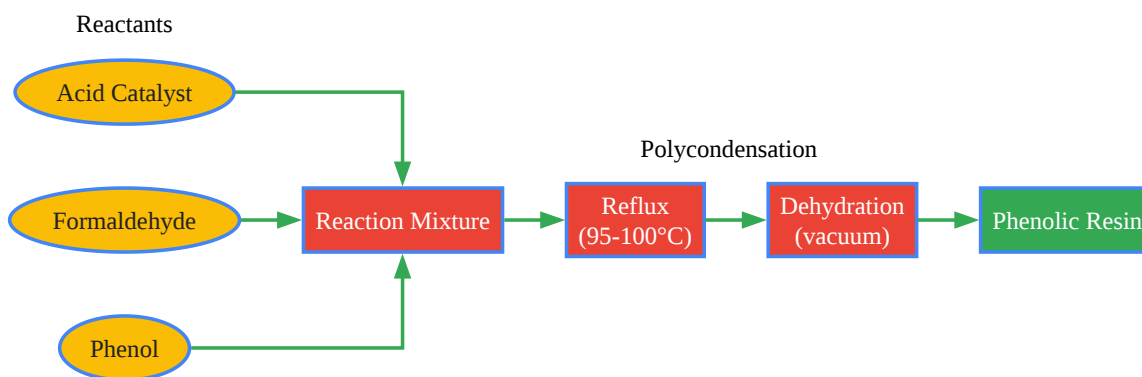 Reactants
Acid Catalyst
Formaldehyde
Phenol
Reaction Mixture
Polycondensation
Reflux
(95-100°C)
Dehydration
(vacuum)
Phenolic Resin